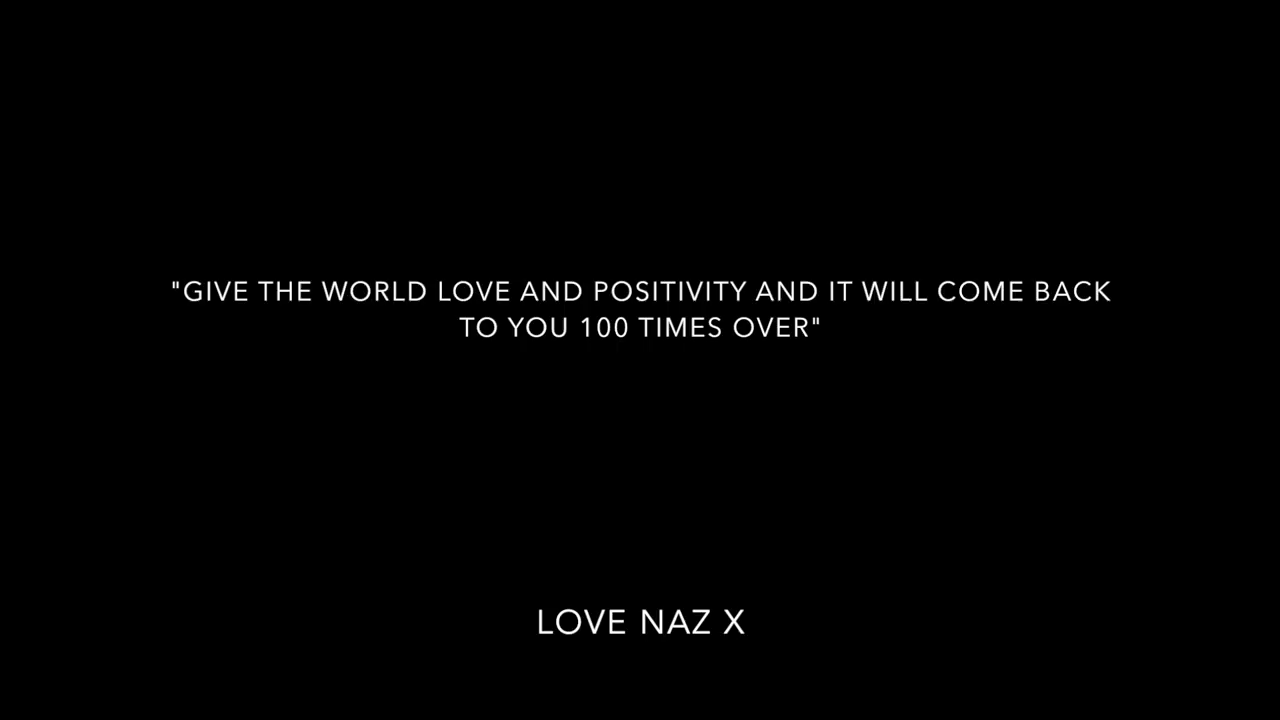 "GIVE THE WORLD LOVE AND POSITIVITY AND IT WILL COME BACK
TO YOU 100 TIMES OVER"
LOVE NAZ X